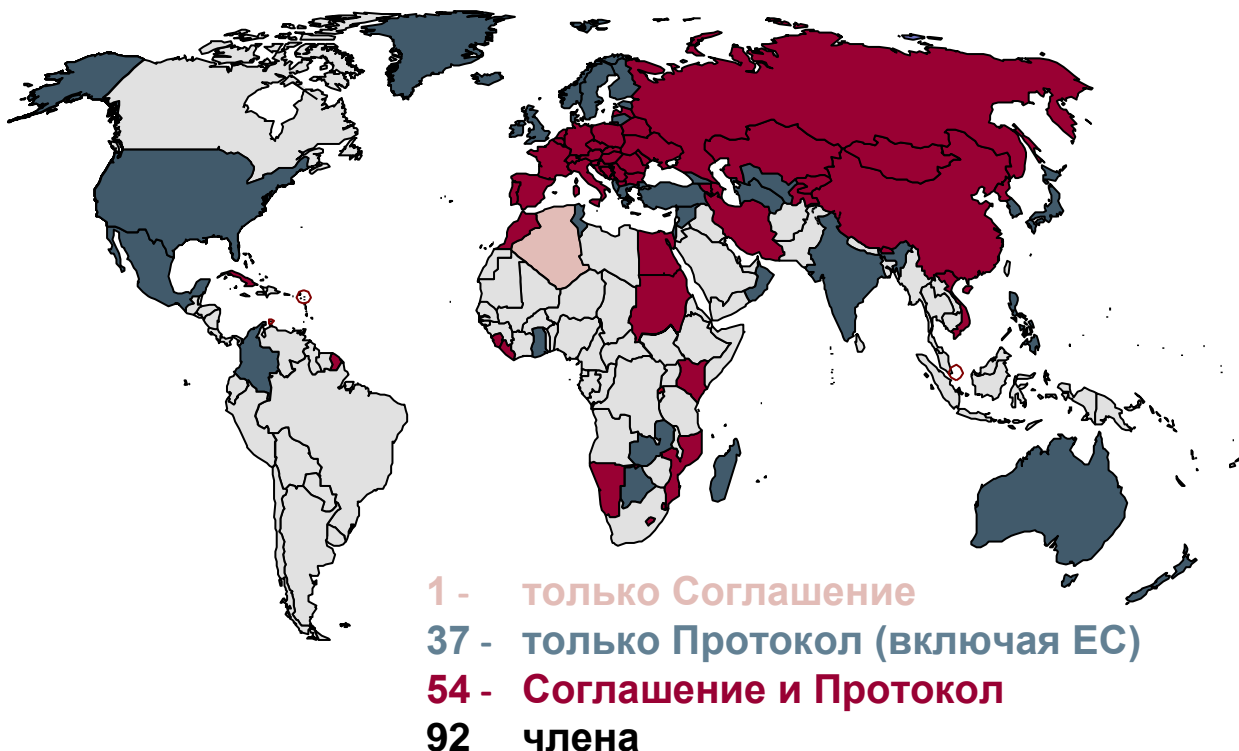 1 - только Соглашение
37 - только Протокол (включая ЕС)
54 - Соглашение и Протокол
92 члена